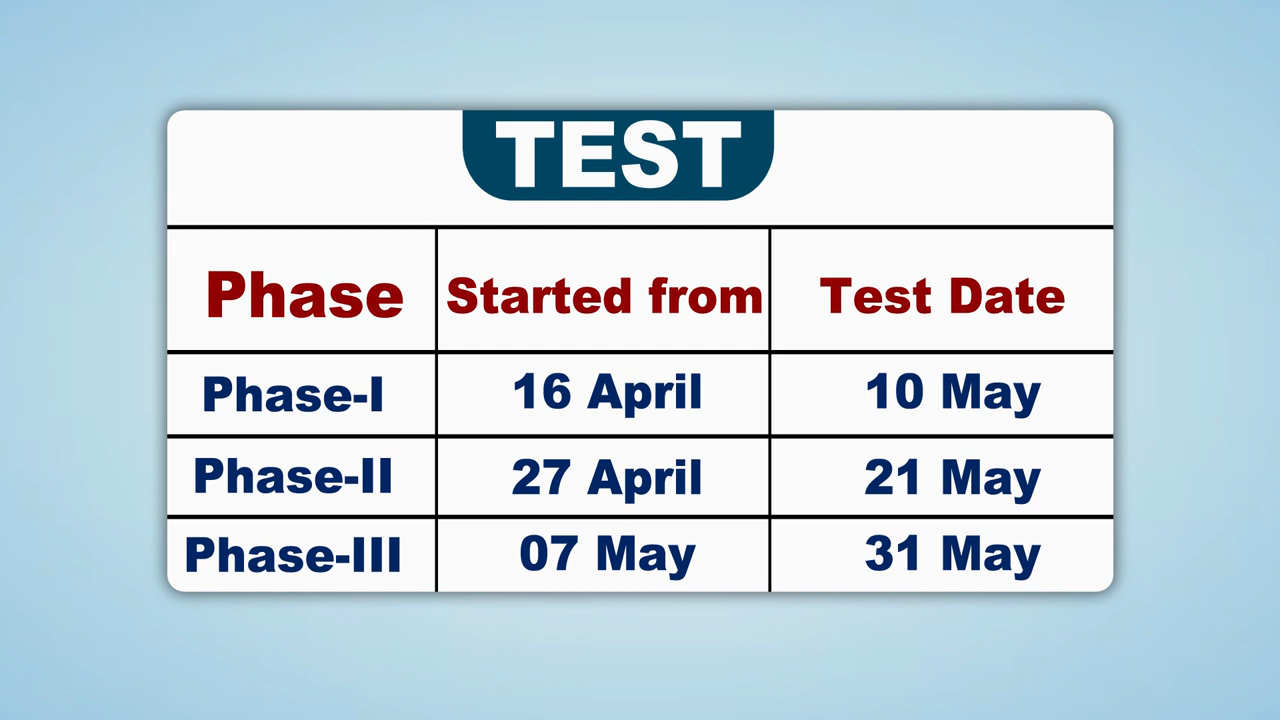 TEST
Phase Started from Test Date
Phase-I 16 April 10 May
Phase-II 27 April 21 May
Phase-III 07 May 31 May